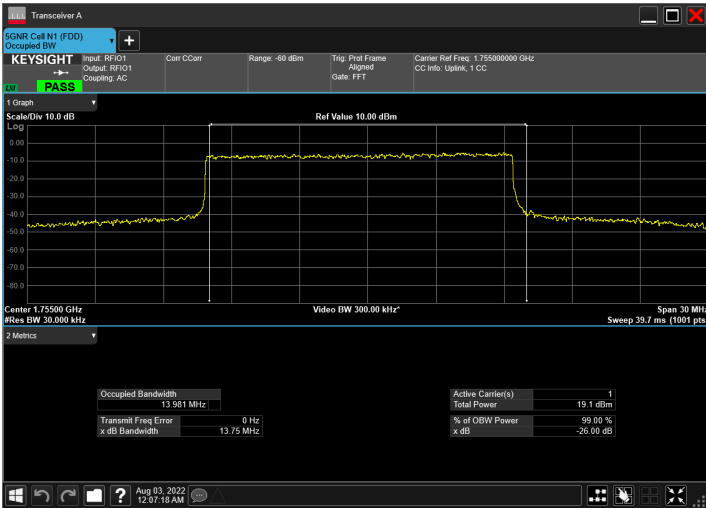 Transceiver A
5GNR Cell N1 (FDD)
Occupied BW
KEYSIGHT
LXI
PASS
Input: RFIO1
Output: RFIO1
Coupling: AC
Corr CCorr
Range: -60 dBm
Trig: Prot Frame
Aligned
Gate: FFT
Carrier Ref Freq: 1.755000000 GHz
CC Info: Uplink, 1 CC
1 Graph
Scale/Div 10.0 dB
Ref Value 10.00 dBm
Log
0.00
-10.0
-20.0
-30.0
-40.0
-50.0
-60.0
-70.0
-80.0
Center 1.75500 GHz
Video BW 300.00 kHz*
Span 30 MHz
#Res BW 30.000 kHz
Sweep 39.7 ms (1001 pts
2 Metrics
Occupied Bandwidth
13.981 MHz
Transmit Freq Error 0 Hz
x dB Bandwidth 13.75 MHz
Active Carrier(s) 1
Total Power 19.1 dBm
% of OBW Power 99.00 %
x dB -26.00 dB
Aug 03, 2022
12:07:18 AM